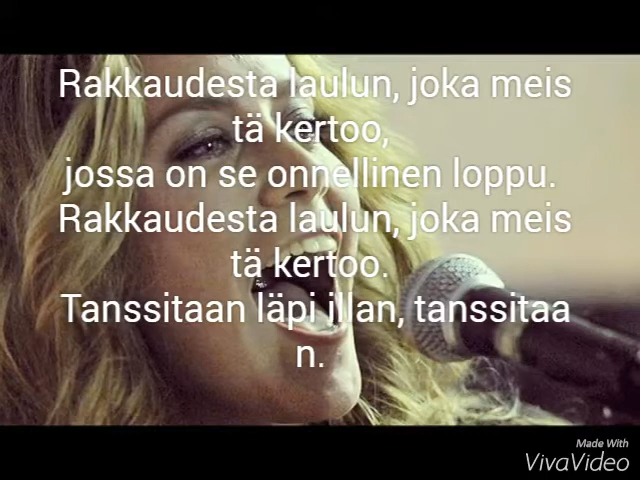 Rakkaudesta laulun, joka meis
tä kertoo,
jossa on se onnellinen loppu.
Rakkaudesta laulun, joka meis
tä kertoo.
Tanssitaan läpi illan, tanssitaa
n.
Made With
VivaVideo